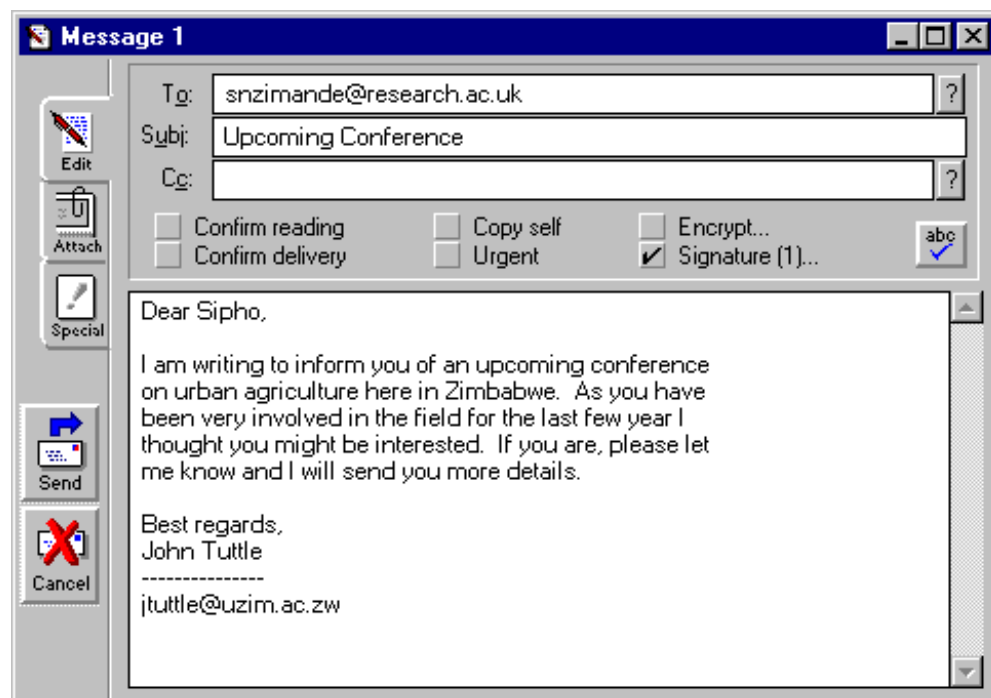 Message 1
To: snzimande@research.ac.uk ?
Subj: Upcoming Conference
Cc: ?
Confirm reading Copy self Encrypt...
Confirm delivery Urgent Signature (1)...
abc
Edit
Attach
Special
Send
Cancel
Dear Sipho,
I am writing to inform you of an upcoming conference
on urban agriculture here in Zimbabwe. As you have
been very involved in the field for the last few year I
thought you might be interested. If you are, please let
me know and I will send you more details.
Best regards,
John Tuttle
---------------
jtuttle@uzim.ac.zw